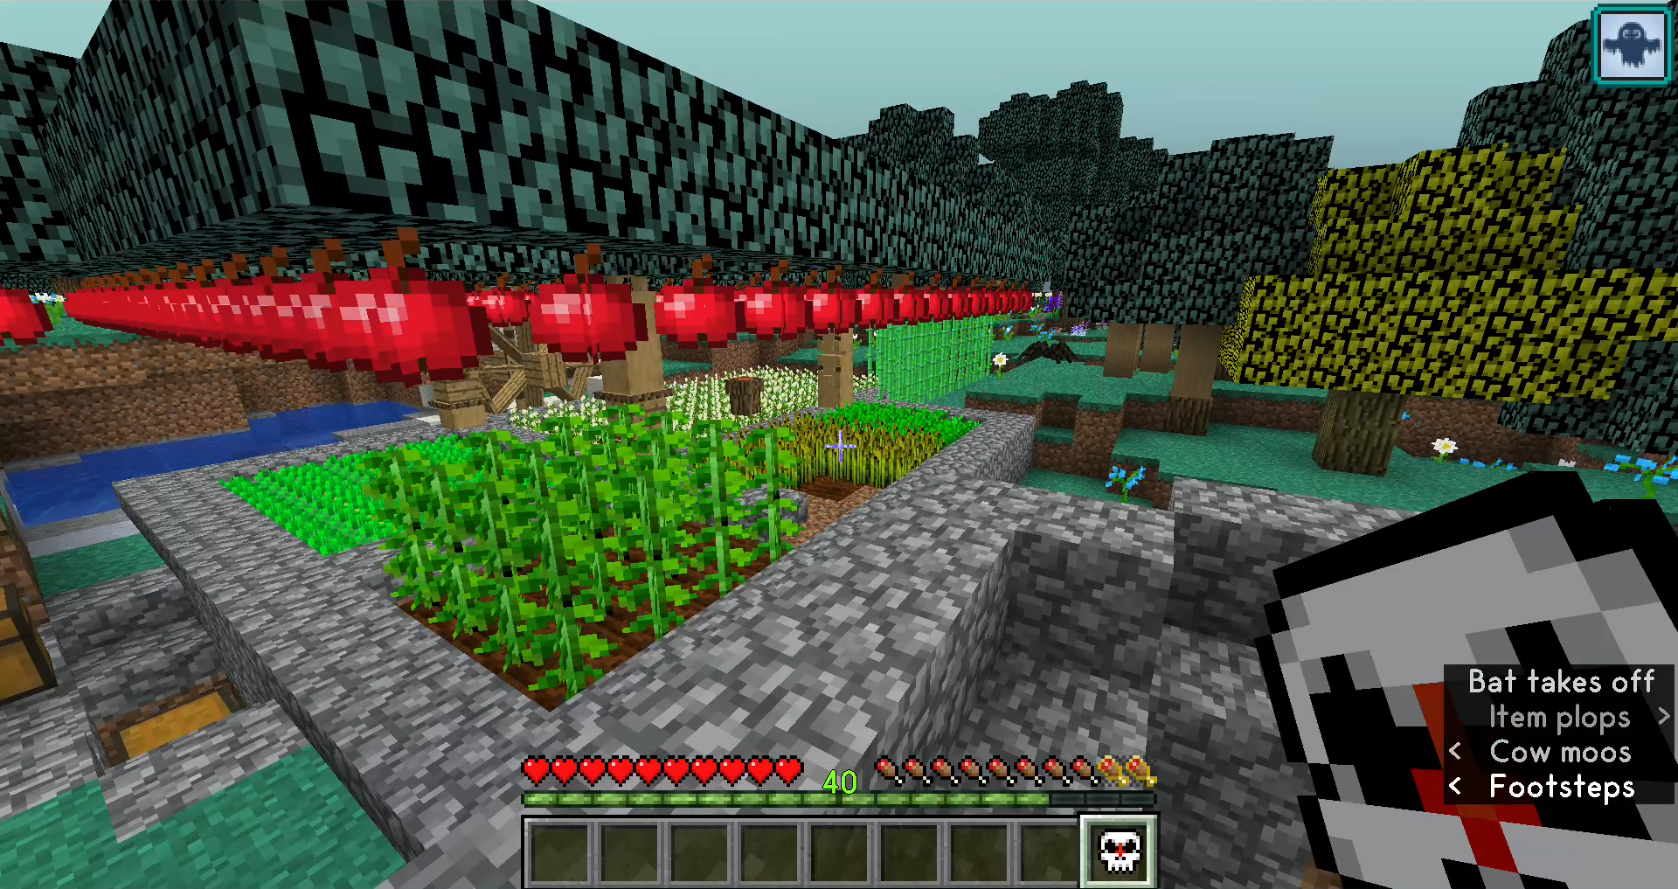 Bat takes off
Item plops >
< Cow moos
< Footsteps
40